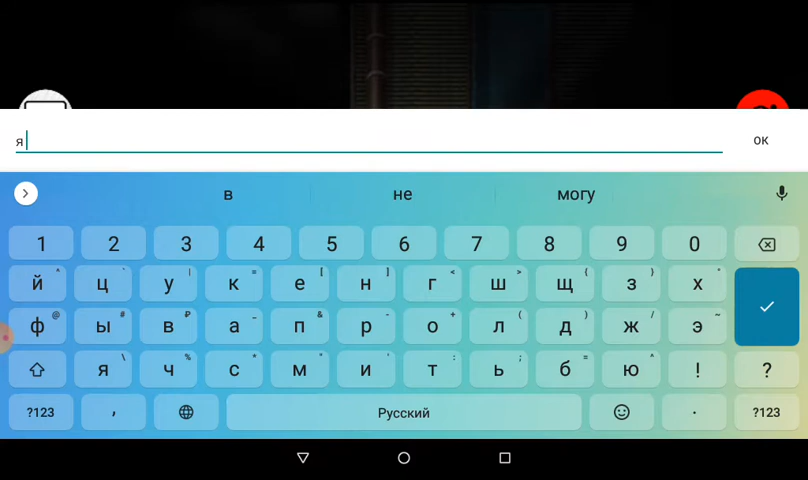 я
ОК
в не могу
1 2 3 4 5 6 7 8 9 0
й ^ ц ` у | к = е [ н ] г < ш > щ { з } х
ф @ ы # в ₽ а _ п & р - о + л ( д ) ж / э ~
я \ ч % с * м " и ' т : ь ; б = ю ^ ! ?
?123 , Русский . ?123